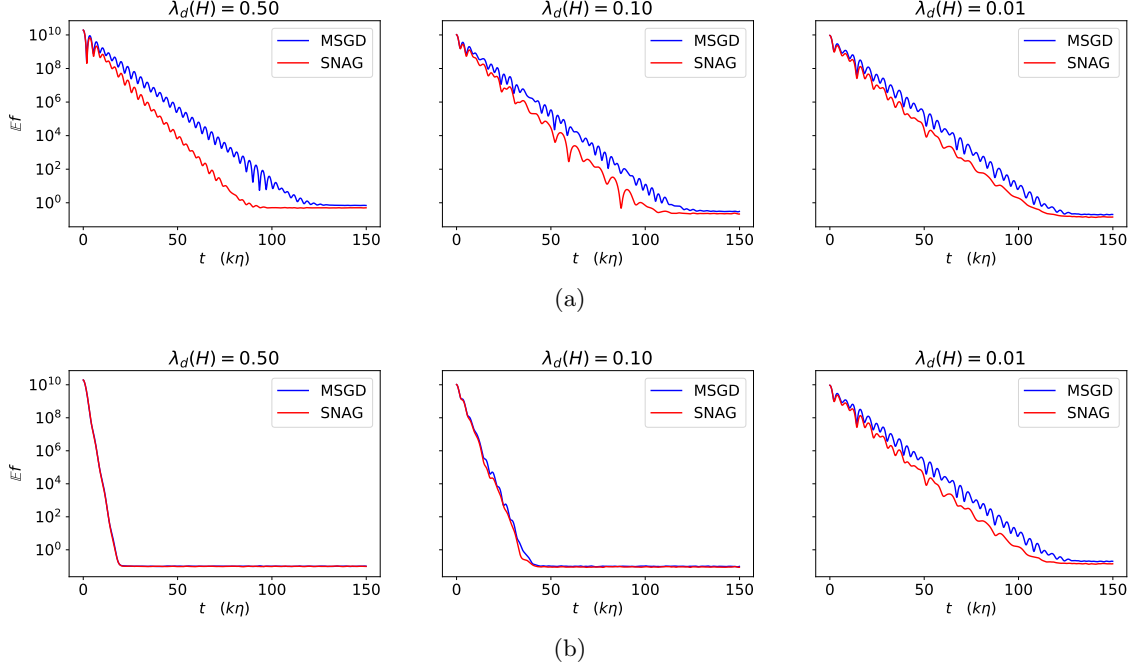 λ_d(H) = 0.50
λ_d(H) = 0.10
λ_d(H) = 0.01
𝔼f
10^10
10^8
10^6
10^4
10^2
10^0
MSGD
SNAG
MSGD
SNAG
MSGD
SNAG
0 50 100 150
0 50 100 150
0 50 100 150
t (kη)
t (kη)
t (kη)
(a)
λ_d(H) = 0.50
λ_d(H) = 0.10
λ_d(H) = 0.01
𝔼f
10^10
10^8
10^6
10^4
10^2
10^0
MSGD
SNAG
MSGD
SNAG
MSGD
SNAG
0 50 100 150
0 50 100 150
0 50 100 150
t (kη)
t (kη)
t (kη)
(b)